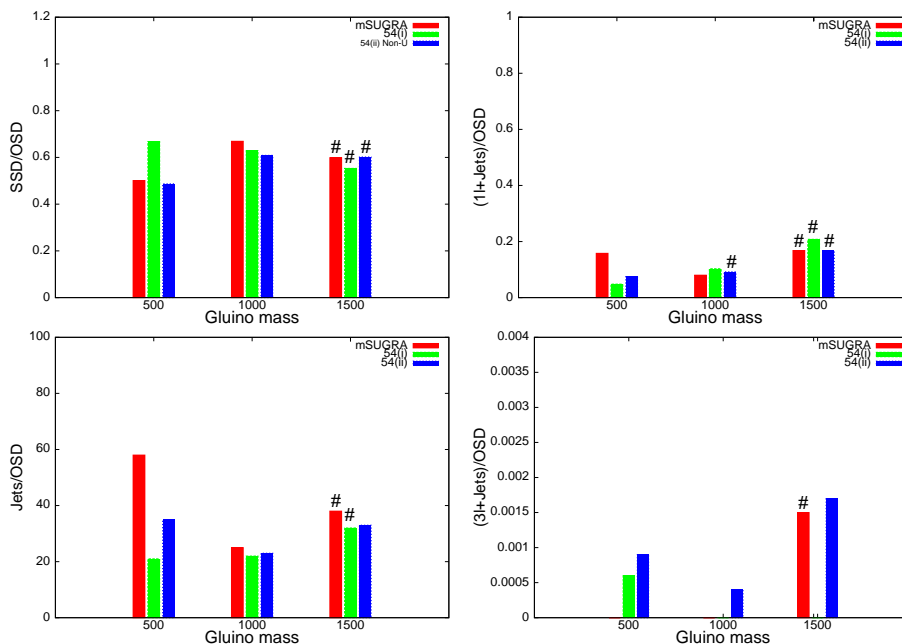 1.2
1
0.8
0.6
0.4
0.2
0
SSD/OSD
mSUGRA
54(i)
54(ii) Non-U
# # #
500 1000 1500
Gluino mass
1
0.8
0.6
0.4
0.2
0
(1l+Jets)/OSD
mSUGRA
54(i)
54(ii)
# # # #
500 1000 1500
Gluino mass
100
80
60
40
20
0
Jets/OSD
mSUGRA
54(i)
54(ii)
# #
500 1000 1500
Gluino mass
0.004
0.0035
0.003
0.0025
0.002
0.0015
0.001
0.0005
0
(3l+Jets)/OSD
mSUGRA
54(i)
54(ii)
#
500 1000 1500
Gluino mass